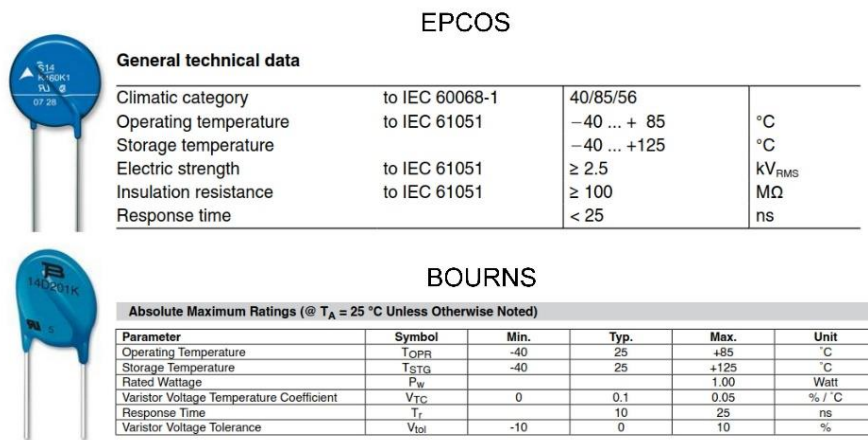 EPCOS
S14
K160K1
07 28
General technical data
Climatic category to IEC 60068-1 40/85/56
Operating temperature to IEC 61051 −40 ... + 85 °C
Storage temperature −40 ... +125 °C
Electric strength to IEC 61051 ≥ 2.5 kVRMS
Insulation resistance to IEC 61051 ≥ 100 MΩ
Response time < 25 ns
BOURNS
14D201K
Absolute Maximum Ratings (@ TA = 25 °C Unless Otherwise Noted)
Parameter Symbol Min. Typ. Max. Unit
Operating Temperature TOPR -40 25 +85 °C
Storage Temperature TSTG -40 25 +125 °C
Rated Wattage PW 1.00 Watt
Varistor Voltage Temperature Coefficient VTC 0 0.1 0.05 % / °C
Response Time Tr 10 25 ns
Varistor Voltage Tolerance Vtol -10 0 10 %